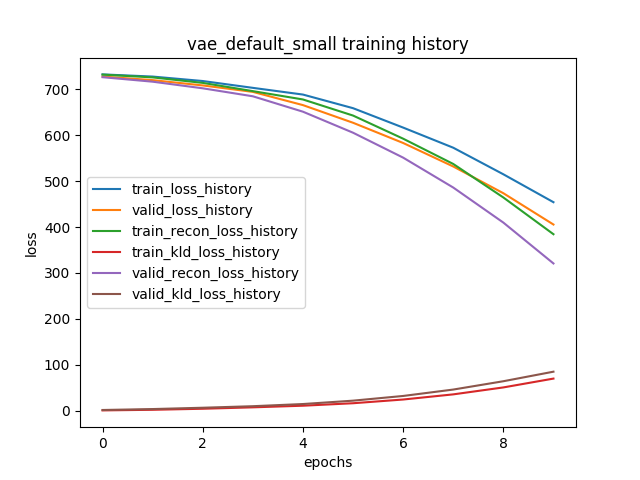 vae_default_small training history
loss
700
600
500
400
300
200
100
0
train_loss_history
valid_loss_history
train_recon_loss_history
train_kld_loss_history
valid_recon_loss_history
valid_kld_loss_history
0 2 4 6 8
epochs